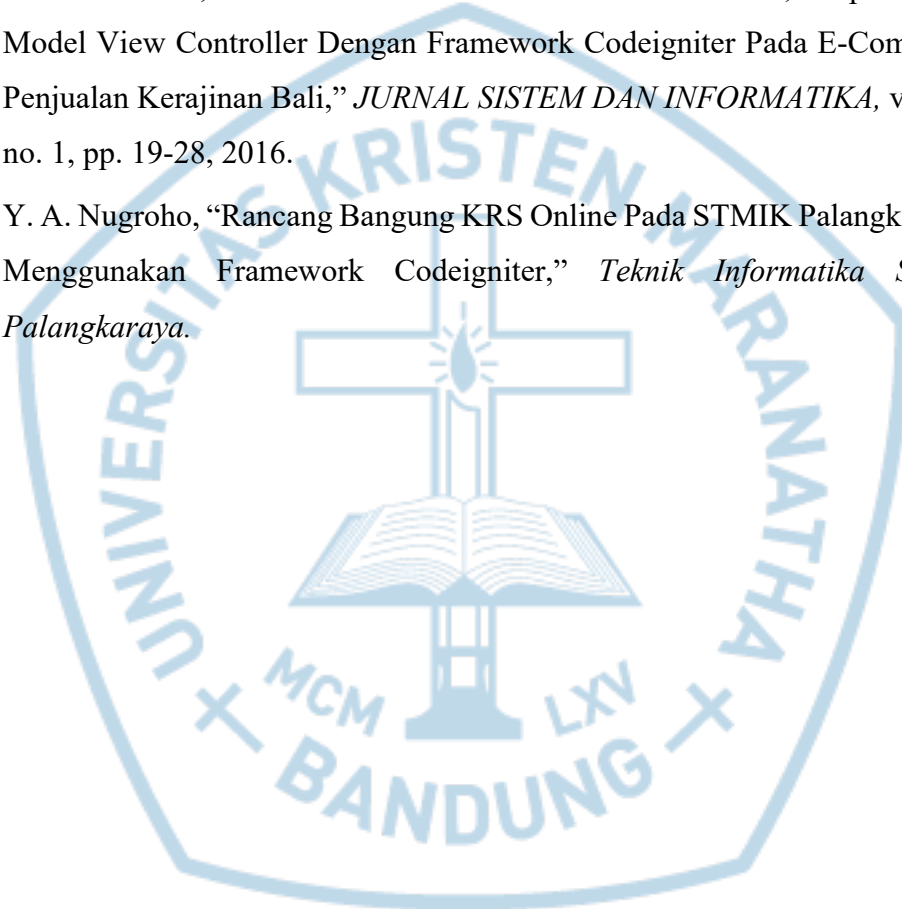 Model View Controller Dengan Framework Codeigniter Pada E-Com
Penjualan Kerajinan Bali,” JURNAL SISTEM DAN INFORMATIKA, v
no. 1, pp. 19-28, 2016.
Y. A. Nugroho, “Rancang Bangung KRS Online Pada STMIK Palangk
Menggunakan Framework Codeigniter,” Teknik Informatika S
Palangkaraya.
UNIVERSITAS KRISTEN MARANATHA
MCM LXV
BANDUNG